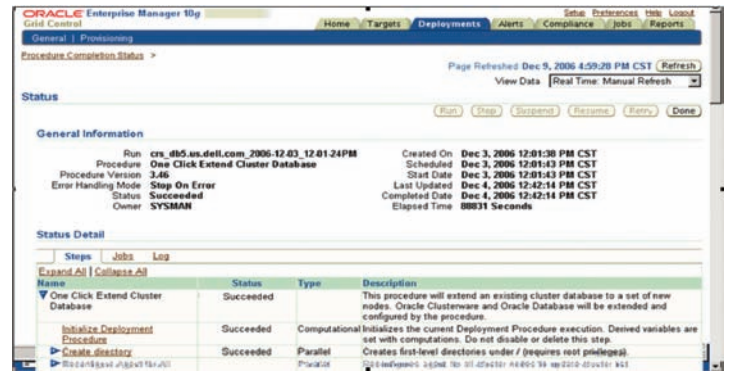 ORACLE Enterprise Manager 10g
Grid Control
Setup Preferences Help Logout
Home Targets Deployments Alerts Compliance Jobs Reports
General | Provisioning
Procedure Completion Status >
Page Refreshed Dec 9, 2006 4:59:28 PM CST Refresh
View Data Real Time: Manual Refresh
Status
Run Stop Suspend Resume Retry Done
General Information
Run crs_db5.us.dell.com_2006-12-03_12-01-24PM
Procedure One Click Extend Cluster Database
Procedure Version 3.46
Error Handling Mode Stop On Error
Status Succeeded
Owner SYSMAN
Created On Dec 3, 2006 12:01:38 PM CST
Scheduled Dec 3, 2006 12:01:43 PM CST
Start Date Dec 3, 2006 12:01:43 PM CST
Last Updated Dec 4, 2006 12:42:14 PM CST
Completed Date Dec 4, 2006 12:42:14 PM CST
Elapsed Time 88831 Seconds
Status Detail
Steps Jobs Log
Expand All | Collapse All
Name Status Type Description
One Click Extend Cluster Database
Succeeded
This procedure will extend an existing cluster database to a set of new
nodes. Oracle Clusterware and Oracle Database will be extended and
configured by the procedure.
Initialize Deployment Procedure
Succeeded Computational
Initializes the current Deployment Procedure execution. Derived variables are
set with computations. Do not disable or delete this step.
Create directory Succeeded Parallel Creates first-level directories under / (requires root privileges).